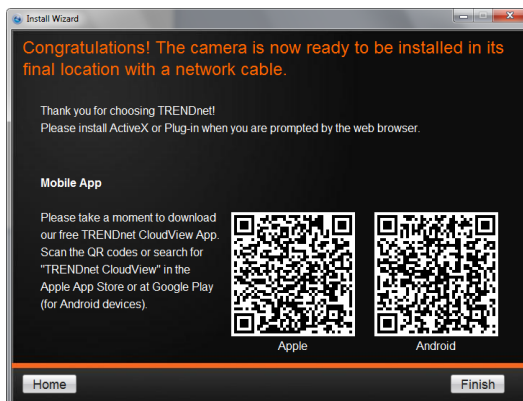 Install Wizard
Congratulations! The camera is now ready to be installed in its
final location with a network cable.
Thank you for choosing TRENDnet!
Please install ActiveX or Plug-in when you are prompted by the web browser.
Mobile App
Please take a moment to download
our free TRENDnet CloudView App.
Scan the QR codes or search for
"TRENDnet CloudView" in the
Apple App Store or at Google Play
(for Android devices).
Apple
Android
Home
Finish